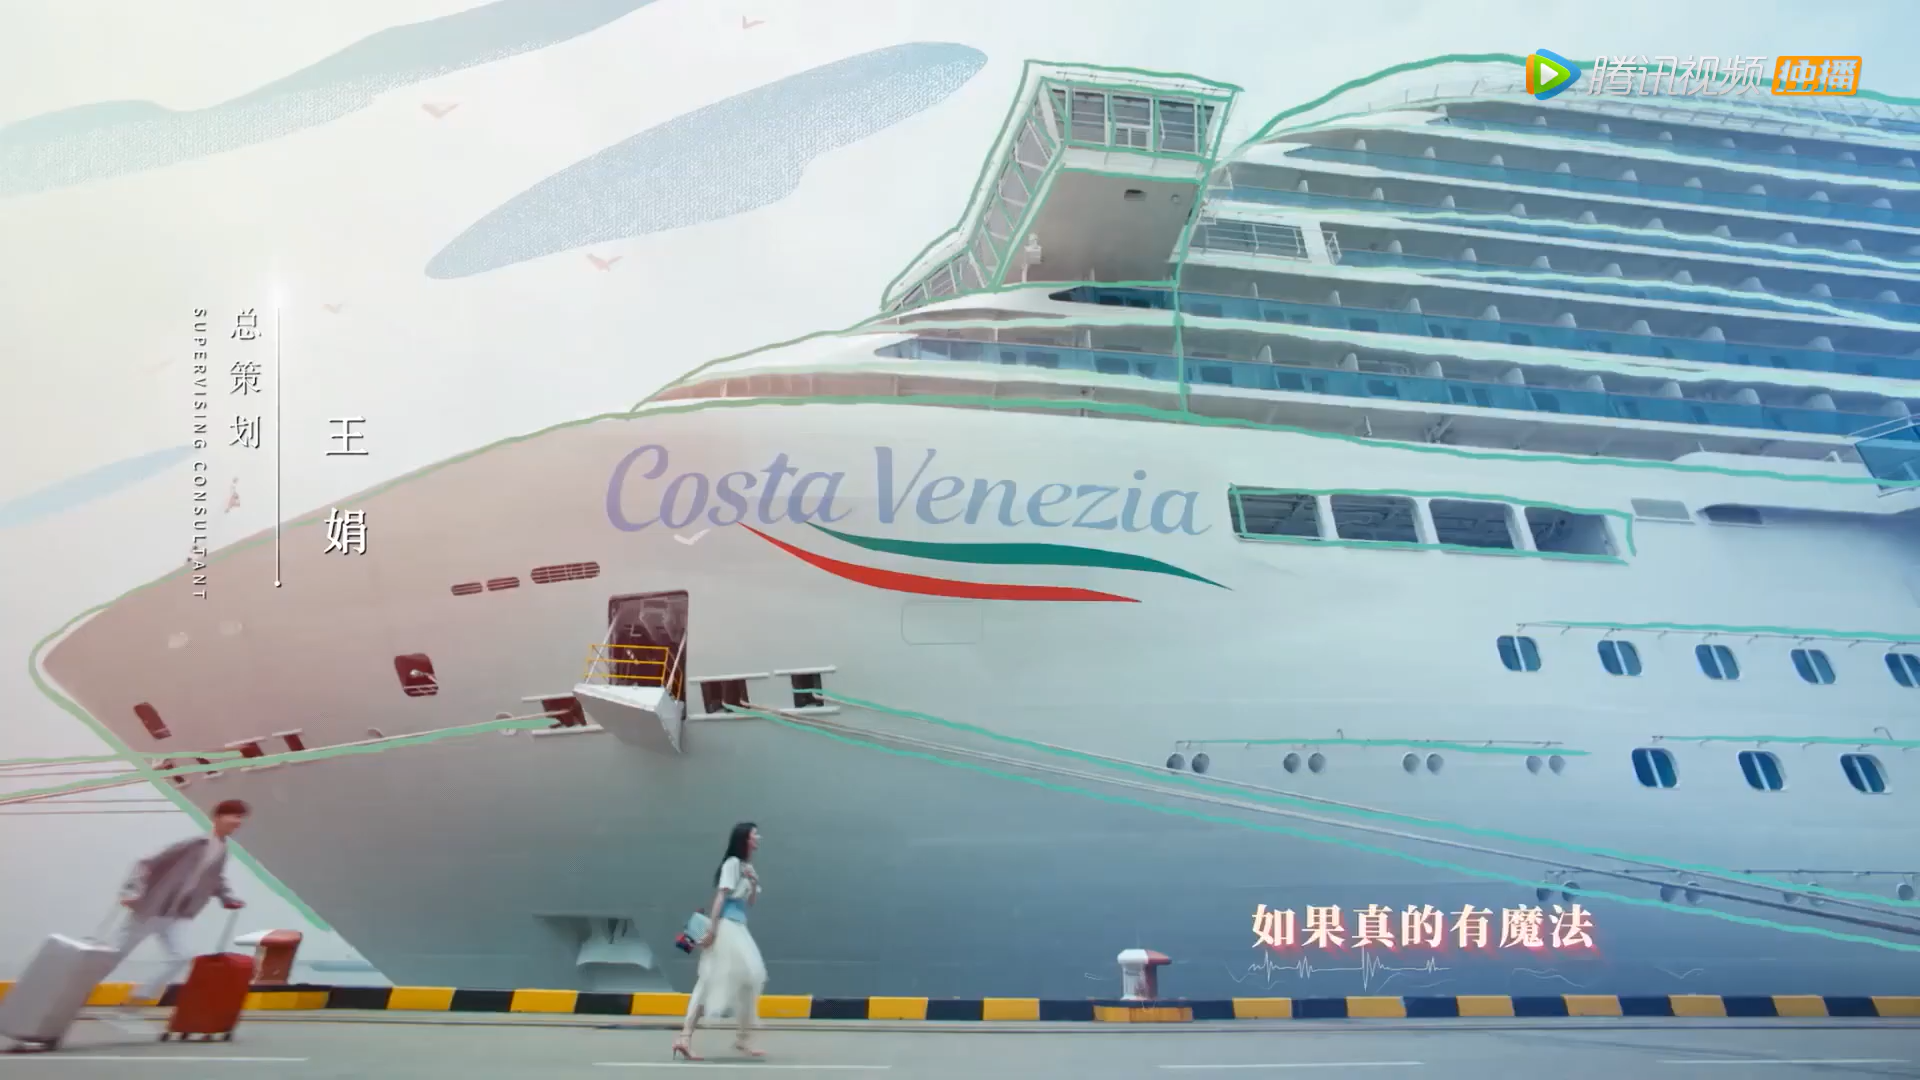 腾讯视频 独播
总策划
SUPERVISING CONSULTANT
王娟
Costa Venezia
如果真的有魔法